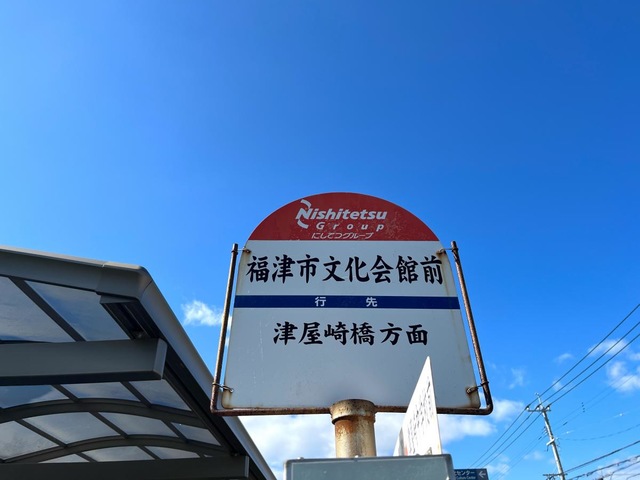 Nishitetsu
Group
にしてつグループ
福津市文化会館前
行先
津屋崎橋方面